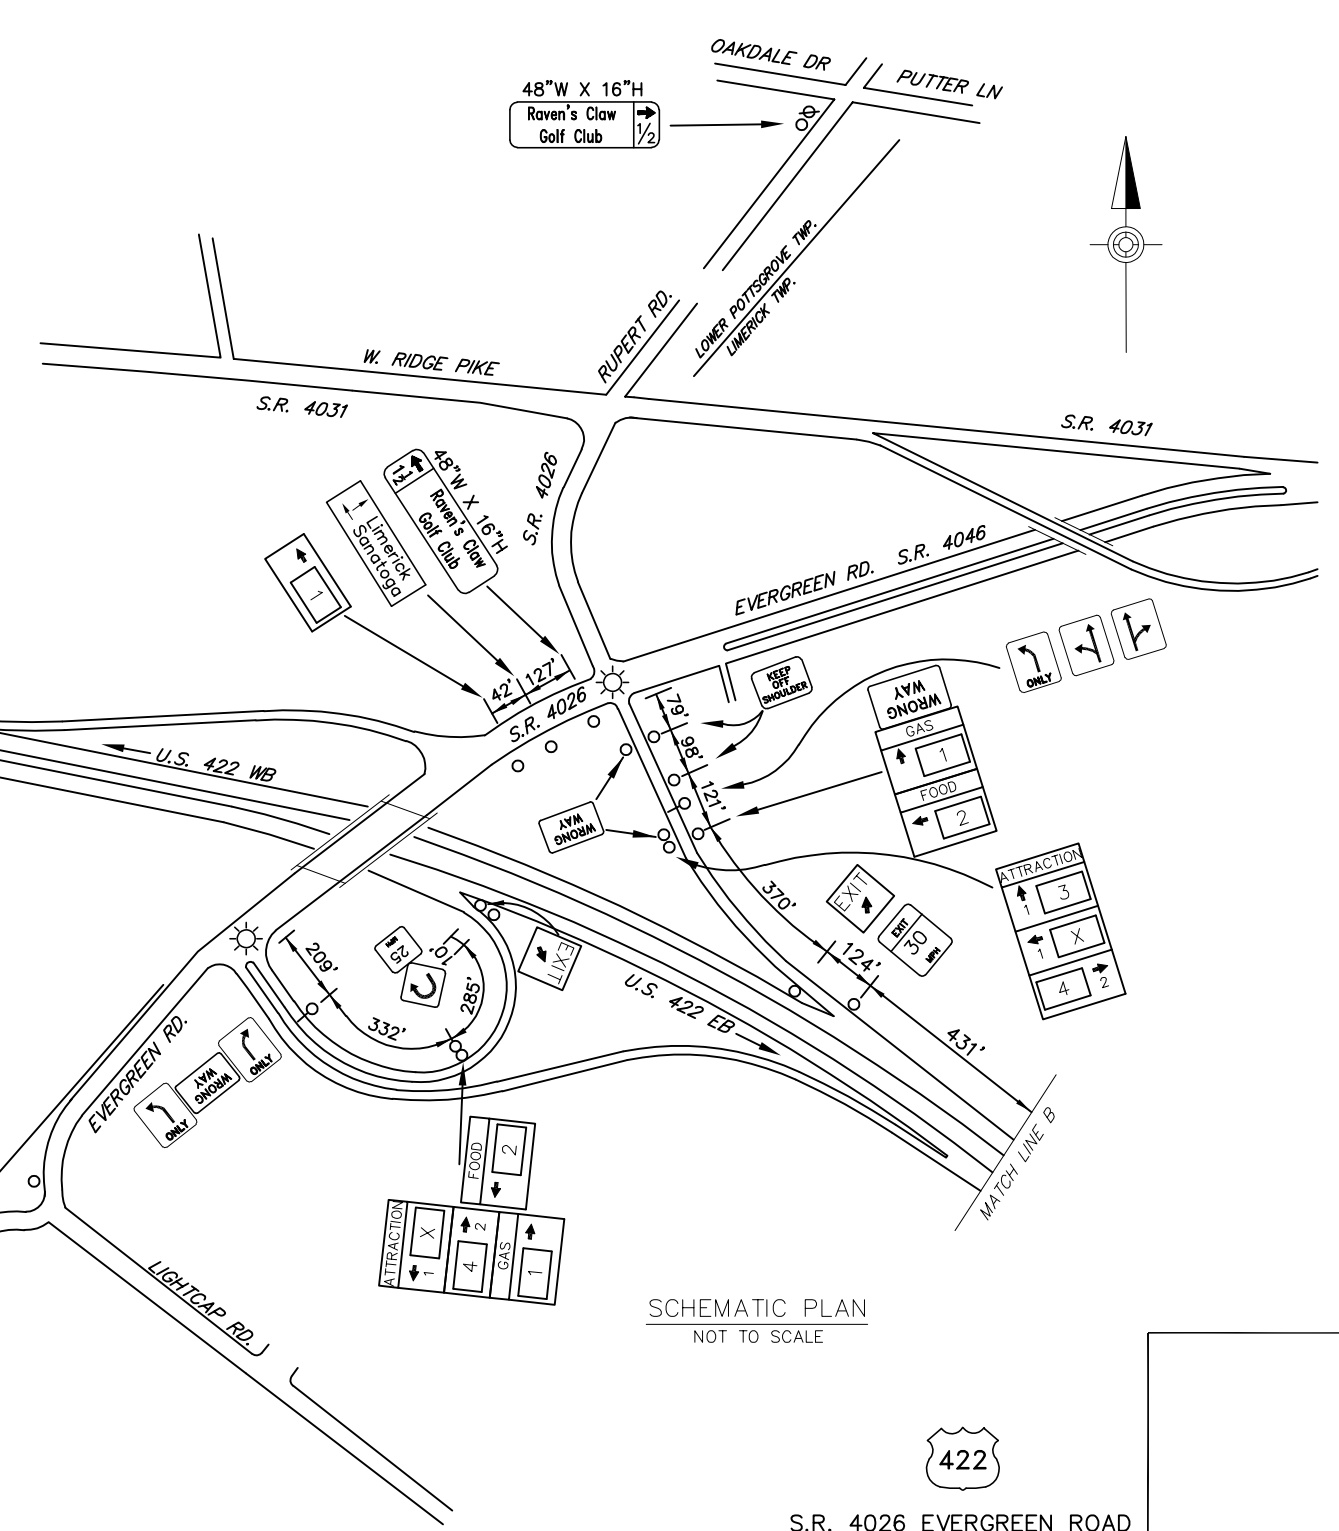 OAKDALE DR
PUTTER LN
48"W X 16"H
Raven's Claw
Golf Club
1/2
LOWER POTTSGROVE TWP.
LIMERICK TWP.
RUPERT RD.
W. RIDGE PIKE
S.R. 4031
S.R. 4031
S.R. 4026
48"W X 16"H
Raven's Claw
Golf Club
1 1/2
Limerick
Sanatoga
1
EVERGREEN RD. S.R. 4046
42'
127'
S.R. 4026
KEEP
OFF
SHOULDER
ONLY
79'
98'
121'
WRONG
WAY
GAS
1
FOOD
2
U.S. 422 WB
WRONG
WAY
ATTRACTION
3
1
X
1
4
2
370'
EXIT
EXIT
30
MPH
124'
431'
209'
25
MPH
10'
285'
332'
EXIT
U.S. 422 EB
EVERGREEN RD.
ONLY
WRONG
WAY
ONLY
FOOD
2
ATTRACTION
X
1
4
2
GAS
1
MATCH LINE B
LIGHTCAP RD.
SCHEMATIC PLAN
NOT TO SCALE
422
S.R. 4026 EVERGREEN ROAD